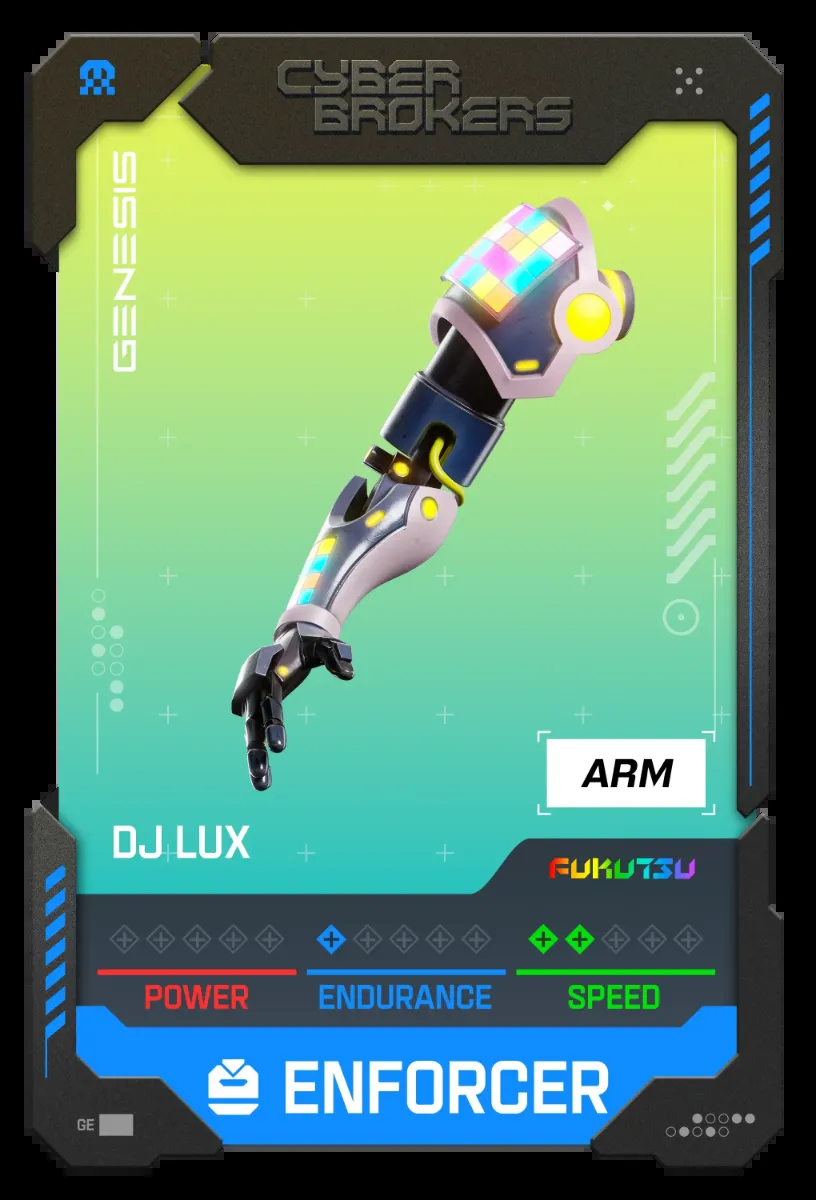 CYBER
BROKERS
GENESIS
ARM
DJ LUX
FUKUTSU
POWER
ENDURANCE
SPEED
ENFORCER
GE